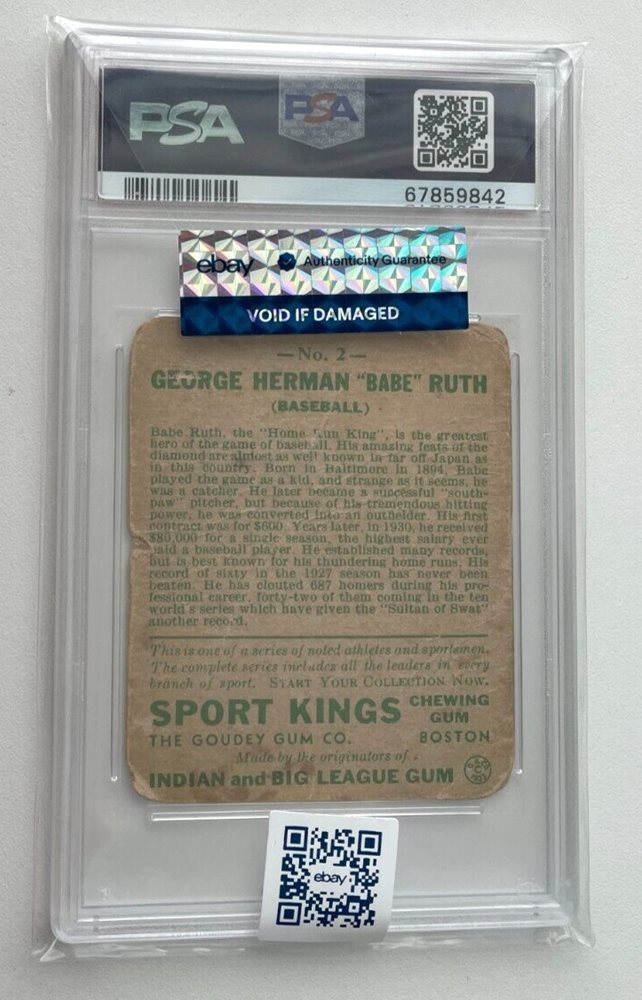 PSA
PSA
67859842
ebay Authenticity Guarantee
VOID IF DAMAGED
—No. 2—
GEORGE HERMAN "BABE" RUTH
(BASEBALL)
Babe Ruth, the "Home Run King", is the greatest
hero of the game of baseball. His amazing feats of the
diamond are almost as well known in far off Japan as
in this country. Born in Baltimore in 1894, Babe
played the game as a kid, and strange as it seems, he
was a catcher. He later became a successful "south-
paw" pitcher, but because of his tremendous hitting
power, he was converted into an outfielder. His first
contract was for $600. Years later, in 1930, he received
$80,000 for a single season, the highest salary ever
paid a baseball player. He established many records,
but is best known for his thundering home runs. His
record of sixty in the 1927 season has never been
beaten. He has clouted 687 homers during his pro-
fessional career, forty-two of them coming in the ten
world's series which have given the "Sultan of Swat"
another record.
This is one of a series of noted athletes and sportsmen.
The complete series includes all the leaders in every
branch of sport. START YOUR COLLECTION NOW.
SPORT KINGS CHEWING GUM
THE GOUDEY GUM CO. BOSTON
Made by the originators of
INDIAN and BIG LEAGUE GUM
ebay